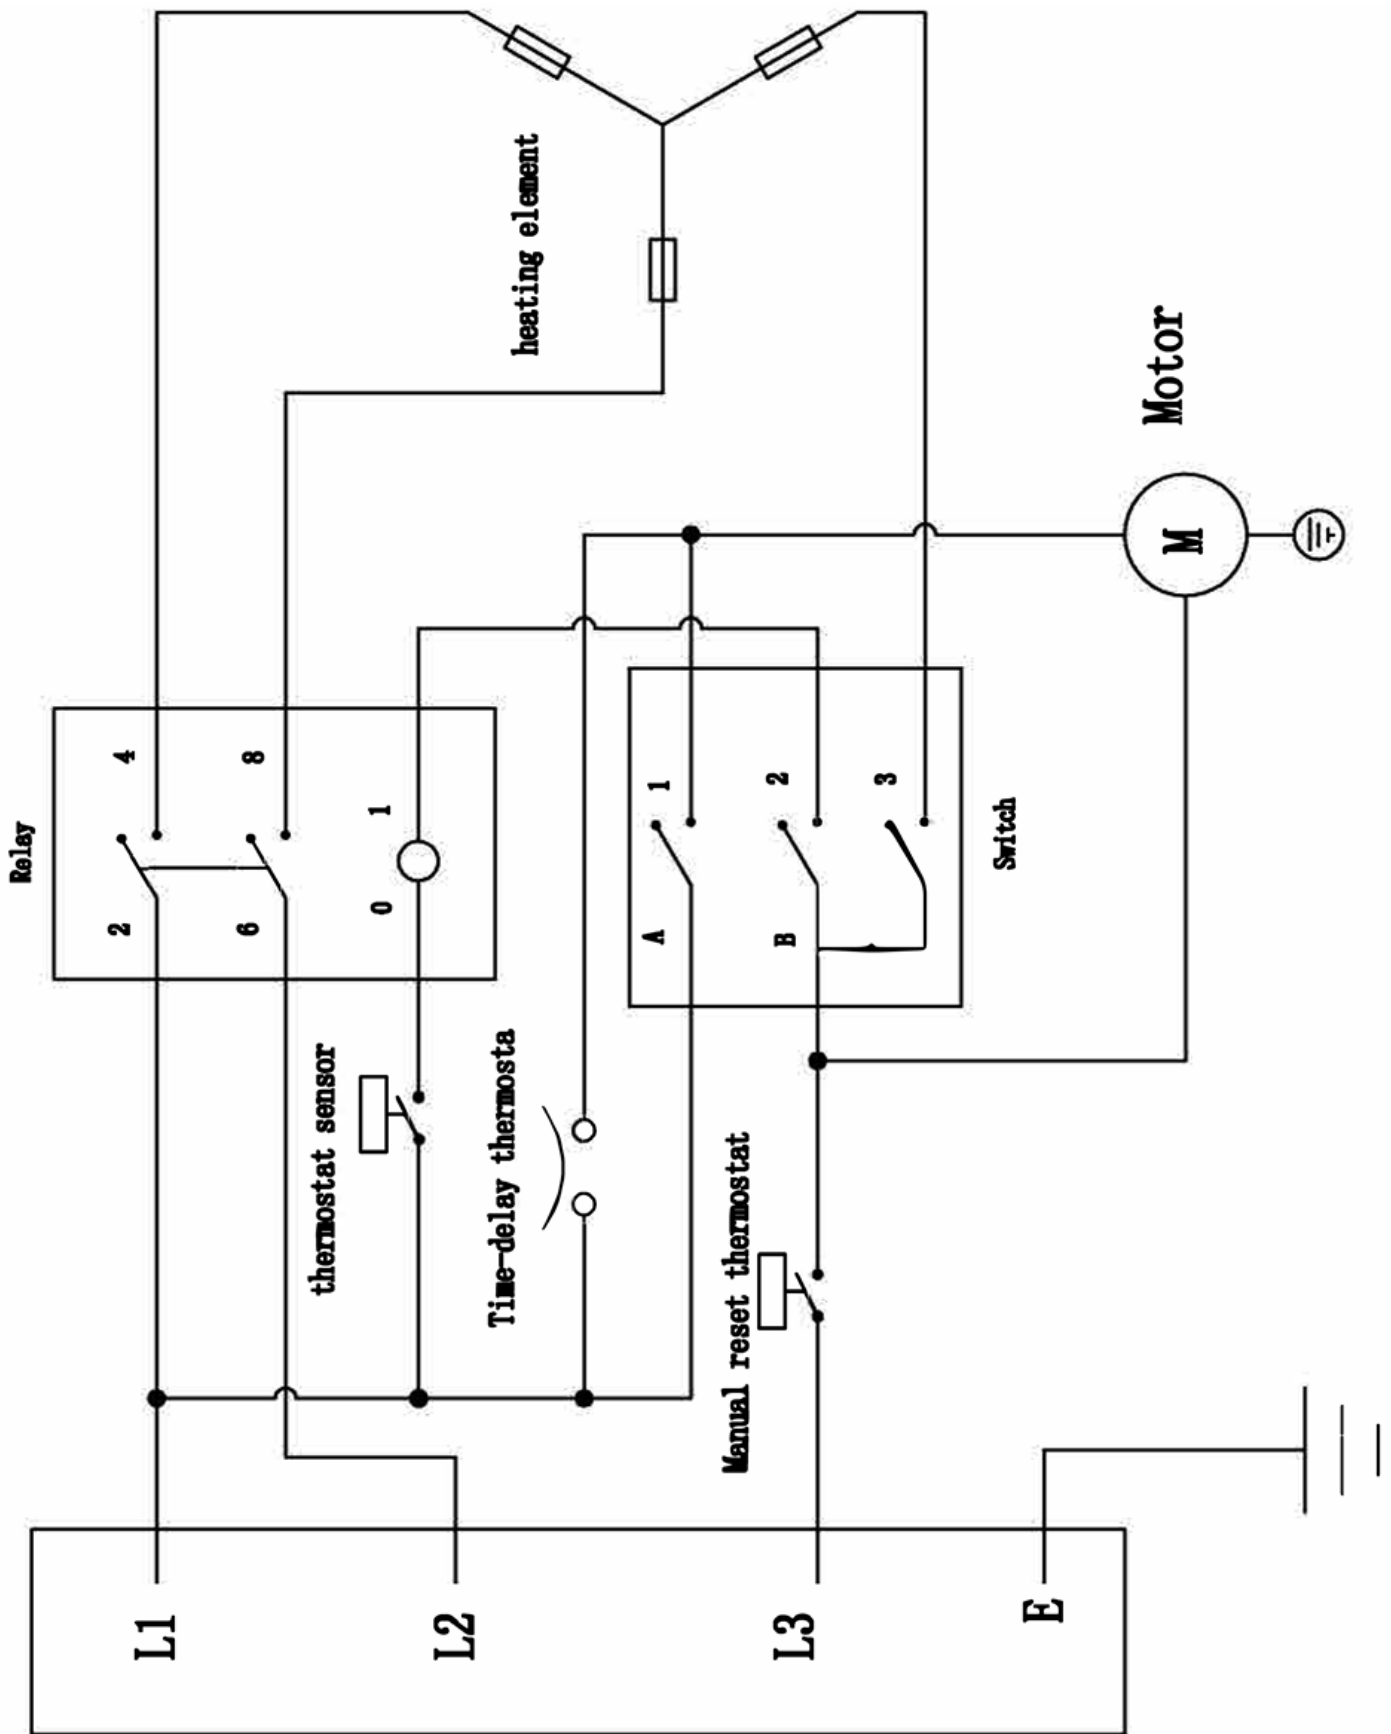 L1
L2
L3
E
Relay
2
4
6
8
0
1
thermostat sensor
Time-delay thermosta
Manual reset thermostat
A
1
B
2
3
Switch
heating element
M
Motor